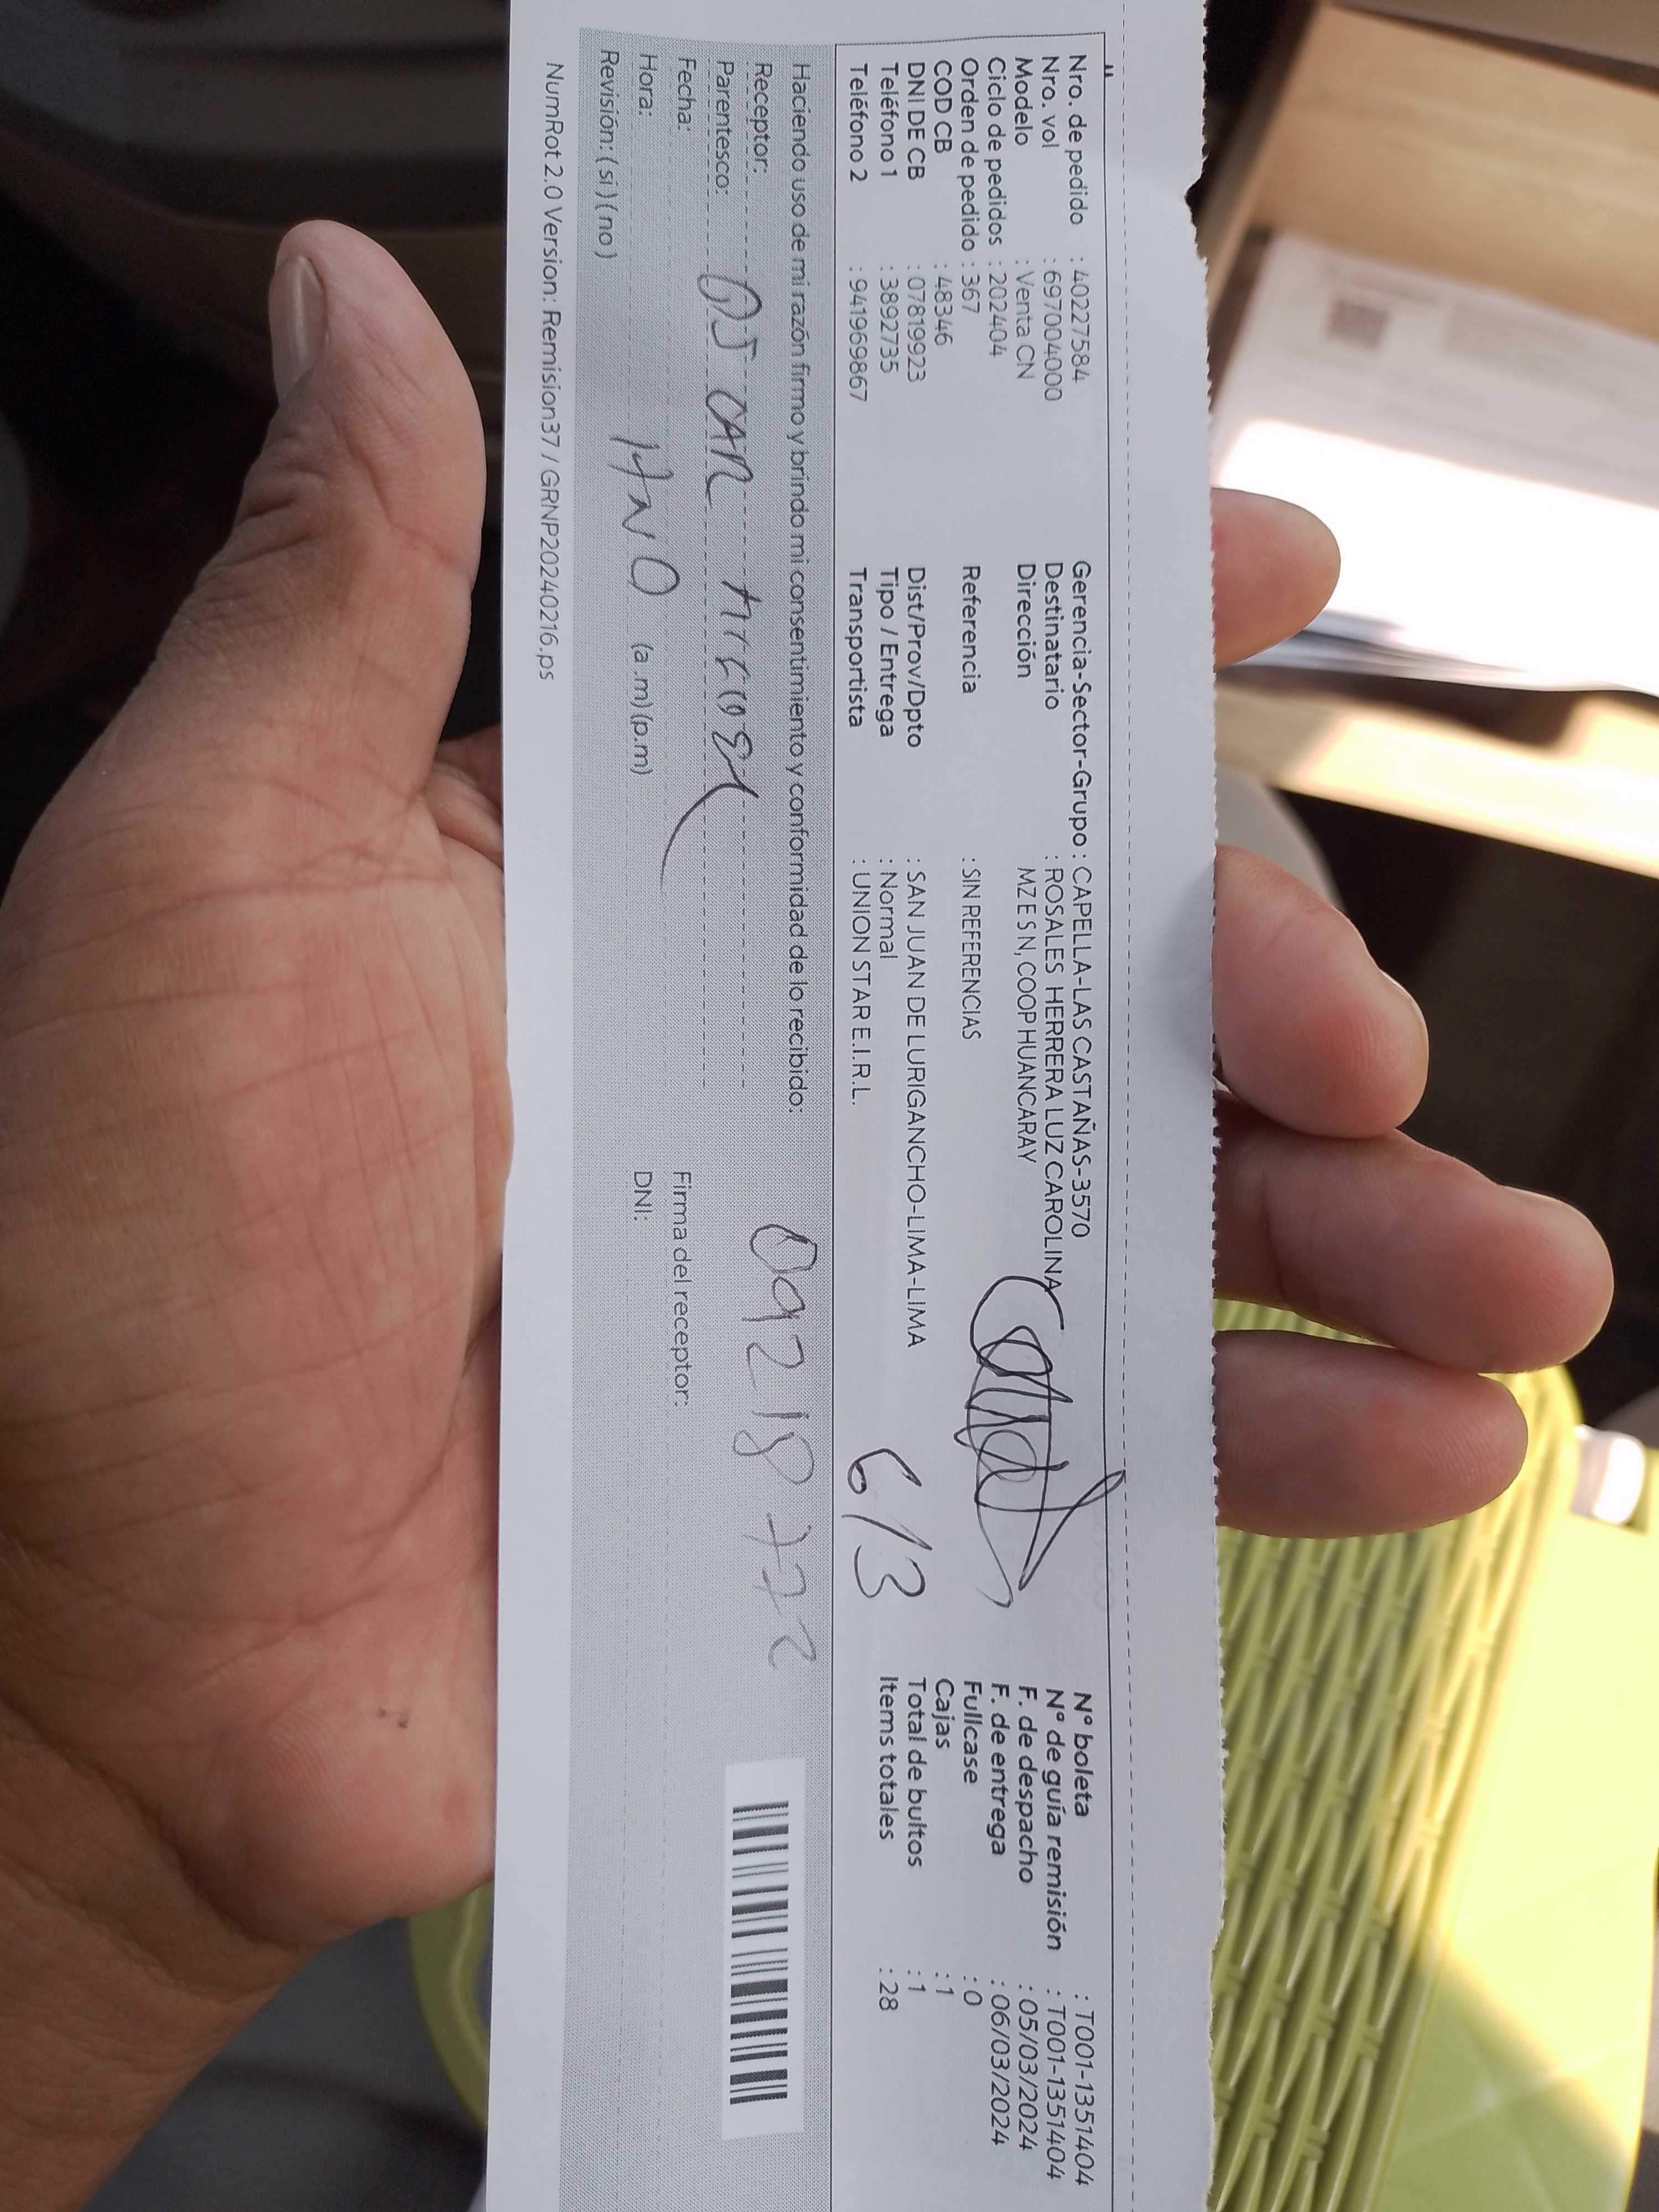 Nro. de pedido : 40227584
Nro. vol : 697004000
Modelo : Venta CN
Ciclo de pedidos : 202404
Orden de pedido : 367
COD CB : 48346
DNI DE CB : 07819923
Teléfono 1 : 3892735
Teléfono 2 : 941969867
Gerencia-Sector-Grupo : CAPELLA-LAS CASTAÑAS-3570
Destinatario : ROSALES HERRERA LUZ CAROLINA
Dirección MZ E S N, COOP HUANCARAY
Referencia : SIN REFERENCIAS
Dist/Prov/Dpto : SAN JUAN DE LURIGANCHO-LIMA-LIMA
Tipo / Entrega : Normal
Transportista : UNION STAR E.I.R.L.
6/3
N° boleta : T001-1351404
N° de guía remisión : T001-1351404
F. de despacho : 05/03/2024
F. de entrega : 06/03/2024
Fullcase : 0
Cajas : 1
Total de bultos : 1
Items totales : 28
Haciendo uso de mi razón firmo y brindo mi consentimiento y conformidad de lo recibido:
Receptor:
Parentesco:
Fecha:
Hora: (a.m) (p.m)
Revisión: ( si ) ( no )
HNO
09218772
Firma del receptor:
DNI:
NumRot 2.0 Version: Remision37 / GRNP20240216.ps